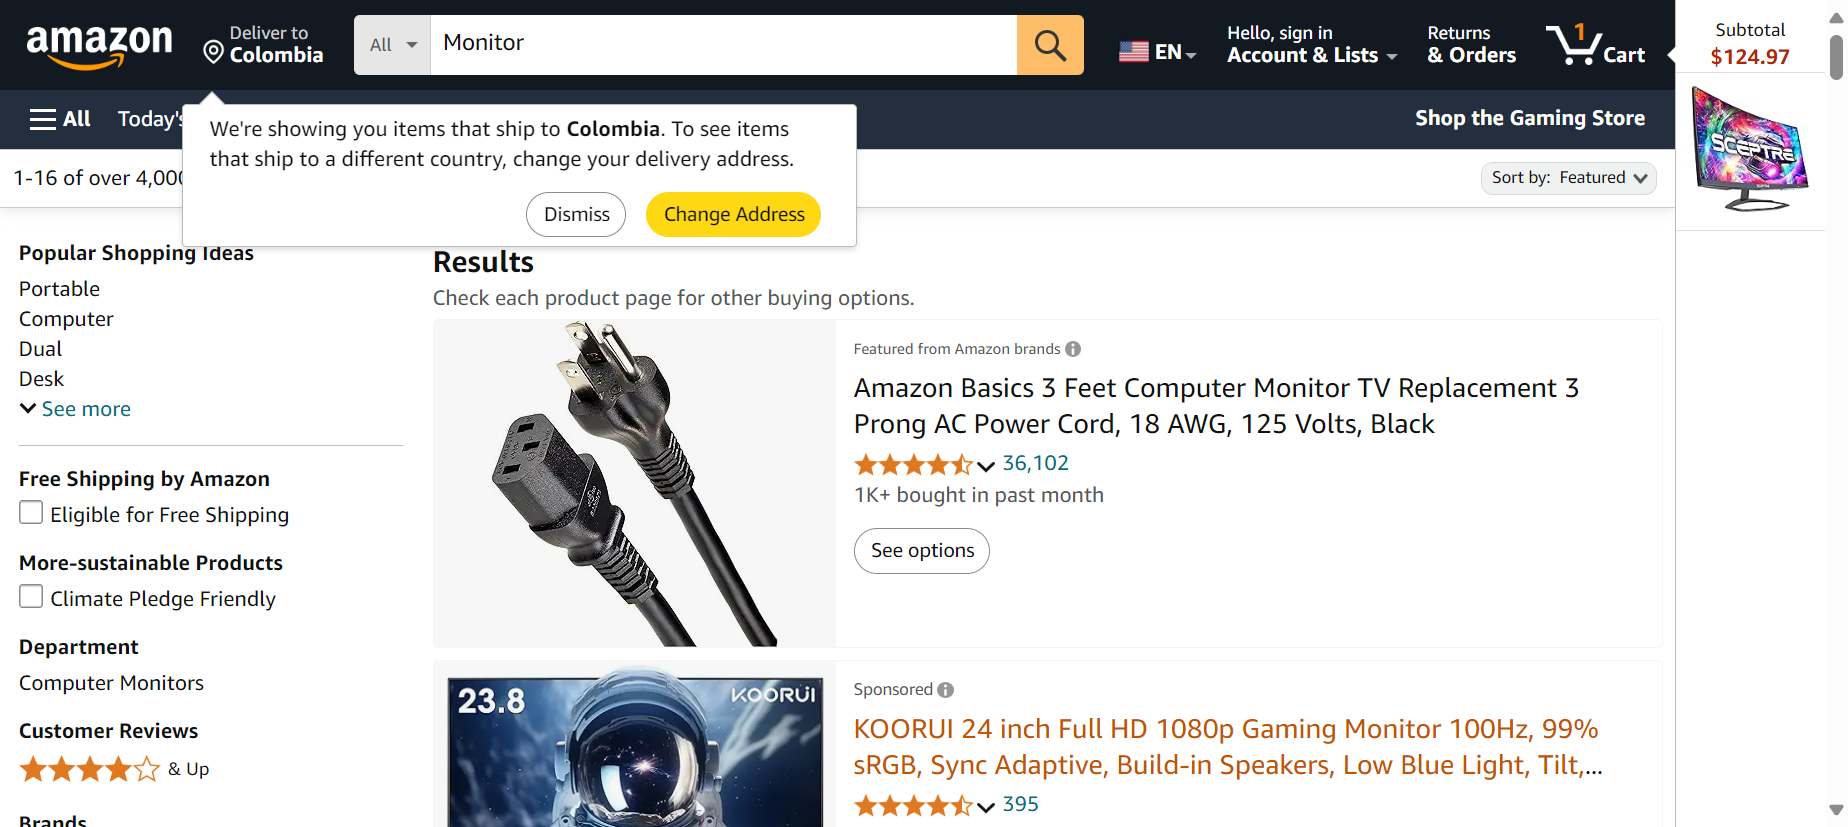 amazon
Deliver to
Colombia
All
Monitor
EN
Hello, sign in
Account & Lists
Returns
& Orders
1
Cart
Subtotal
$124.97
All
Today's
Shop the Gaming Store
We're showing you items that ship to Colombia. To see items
that ship to a different country, change your delivery address.
Dismiss
Change Address
1-16 of over 4,000
Sort by: Featured
SCEPTRE
Popular Shopping Ideas
Portable
Computer
Dual
Desk
See more
Free Shipping by Amazon
Eligible for Free Shipping
More-sustainable Products
Climate Pledge Friendly
Department
Computer Monitors
Customer Reviews
& Up
Brands
Results
Check each product page for other buying options.
Featured from Amazon brands
Amazon Basics 3 Feet Computer Monitor TV Replacement 3
Prong AC Power Cord, 18 AWG, 125 Volts, Black
36,102
1K+ bought in past month
See options
23.8
KOORUI
Sponsored
KOORUI 24 inch Full HD 1080p Gaming Monitor 100Hz, 99%
sRGB, Sync Adaptive, Build-in Speakers, Low Blue Light, Tilt,...
395